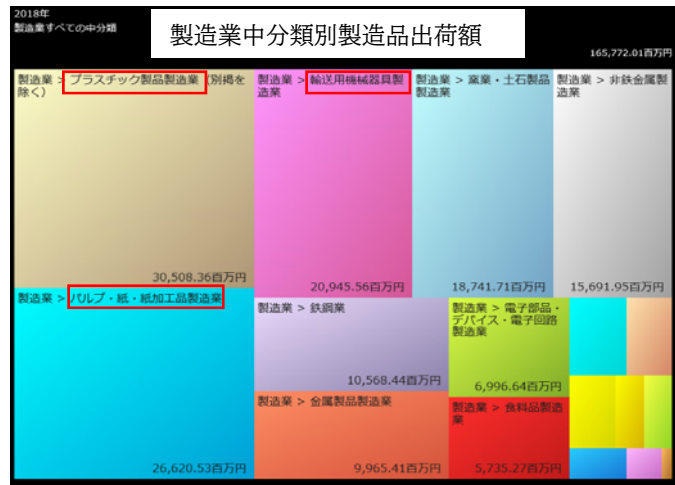 2018年
製造業すべての中分類
製造業中分類別製造品出荷額
165,772.01百万円
製造業 > プラスチック製品製造業 (別掲を
除く)
30,508.36百万円
製造業 > 輸送用機械器具製
造業
20,945.56百万円
製造業 > 窯業・土石製品
製造業
18,741.71百万円
製造業 > 非鉄金属製
造業
15,691.95百万円
製造業 > パルプ・紙・紙加工品製造業
26,620.53百万円
製造業 > 鉄鋼業
10,568.44百万円
製造業 > 電子部品・
デバイス・電子回路
製造業
6,996.64百万円
製造業 > 金属製品製造業
9,965.41百万円
製造業 > 食料品製造
業
5,735.27百万円